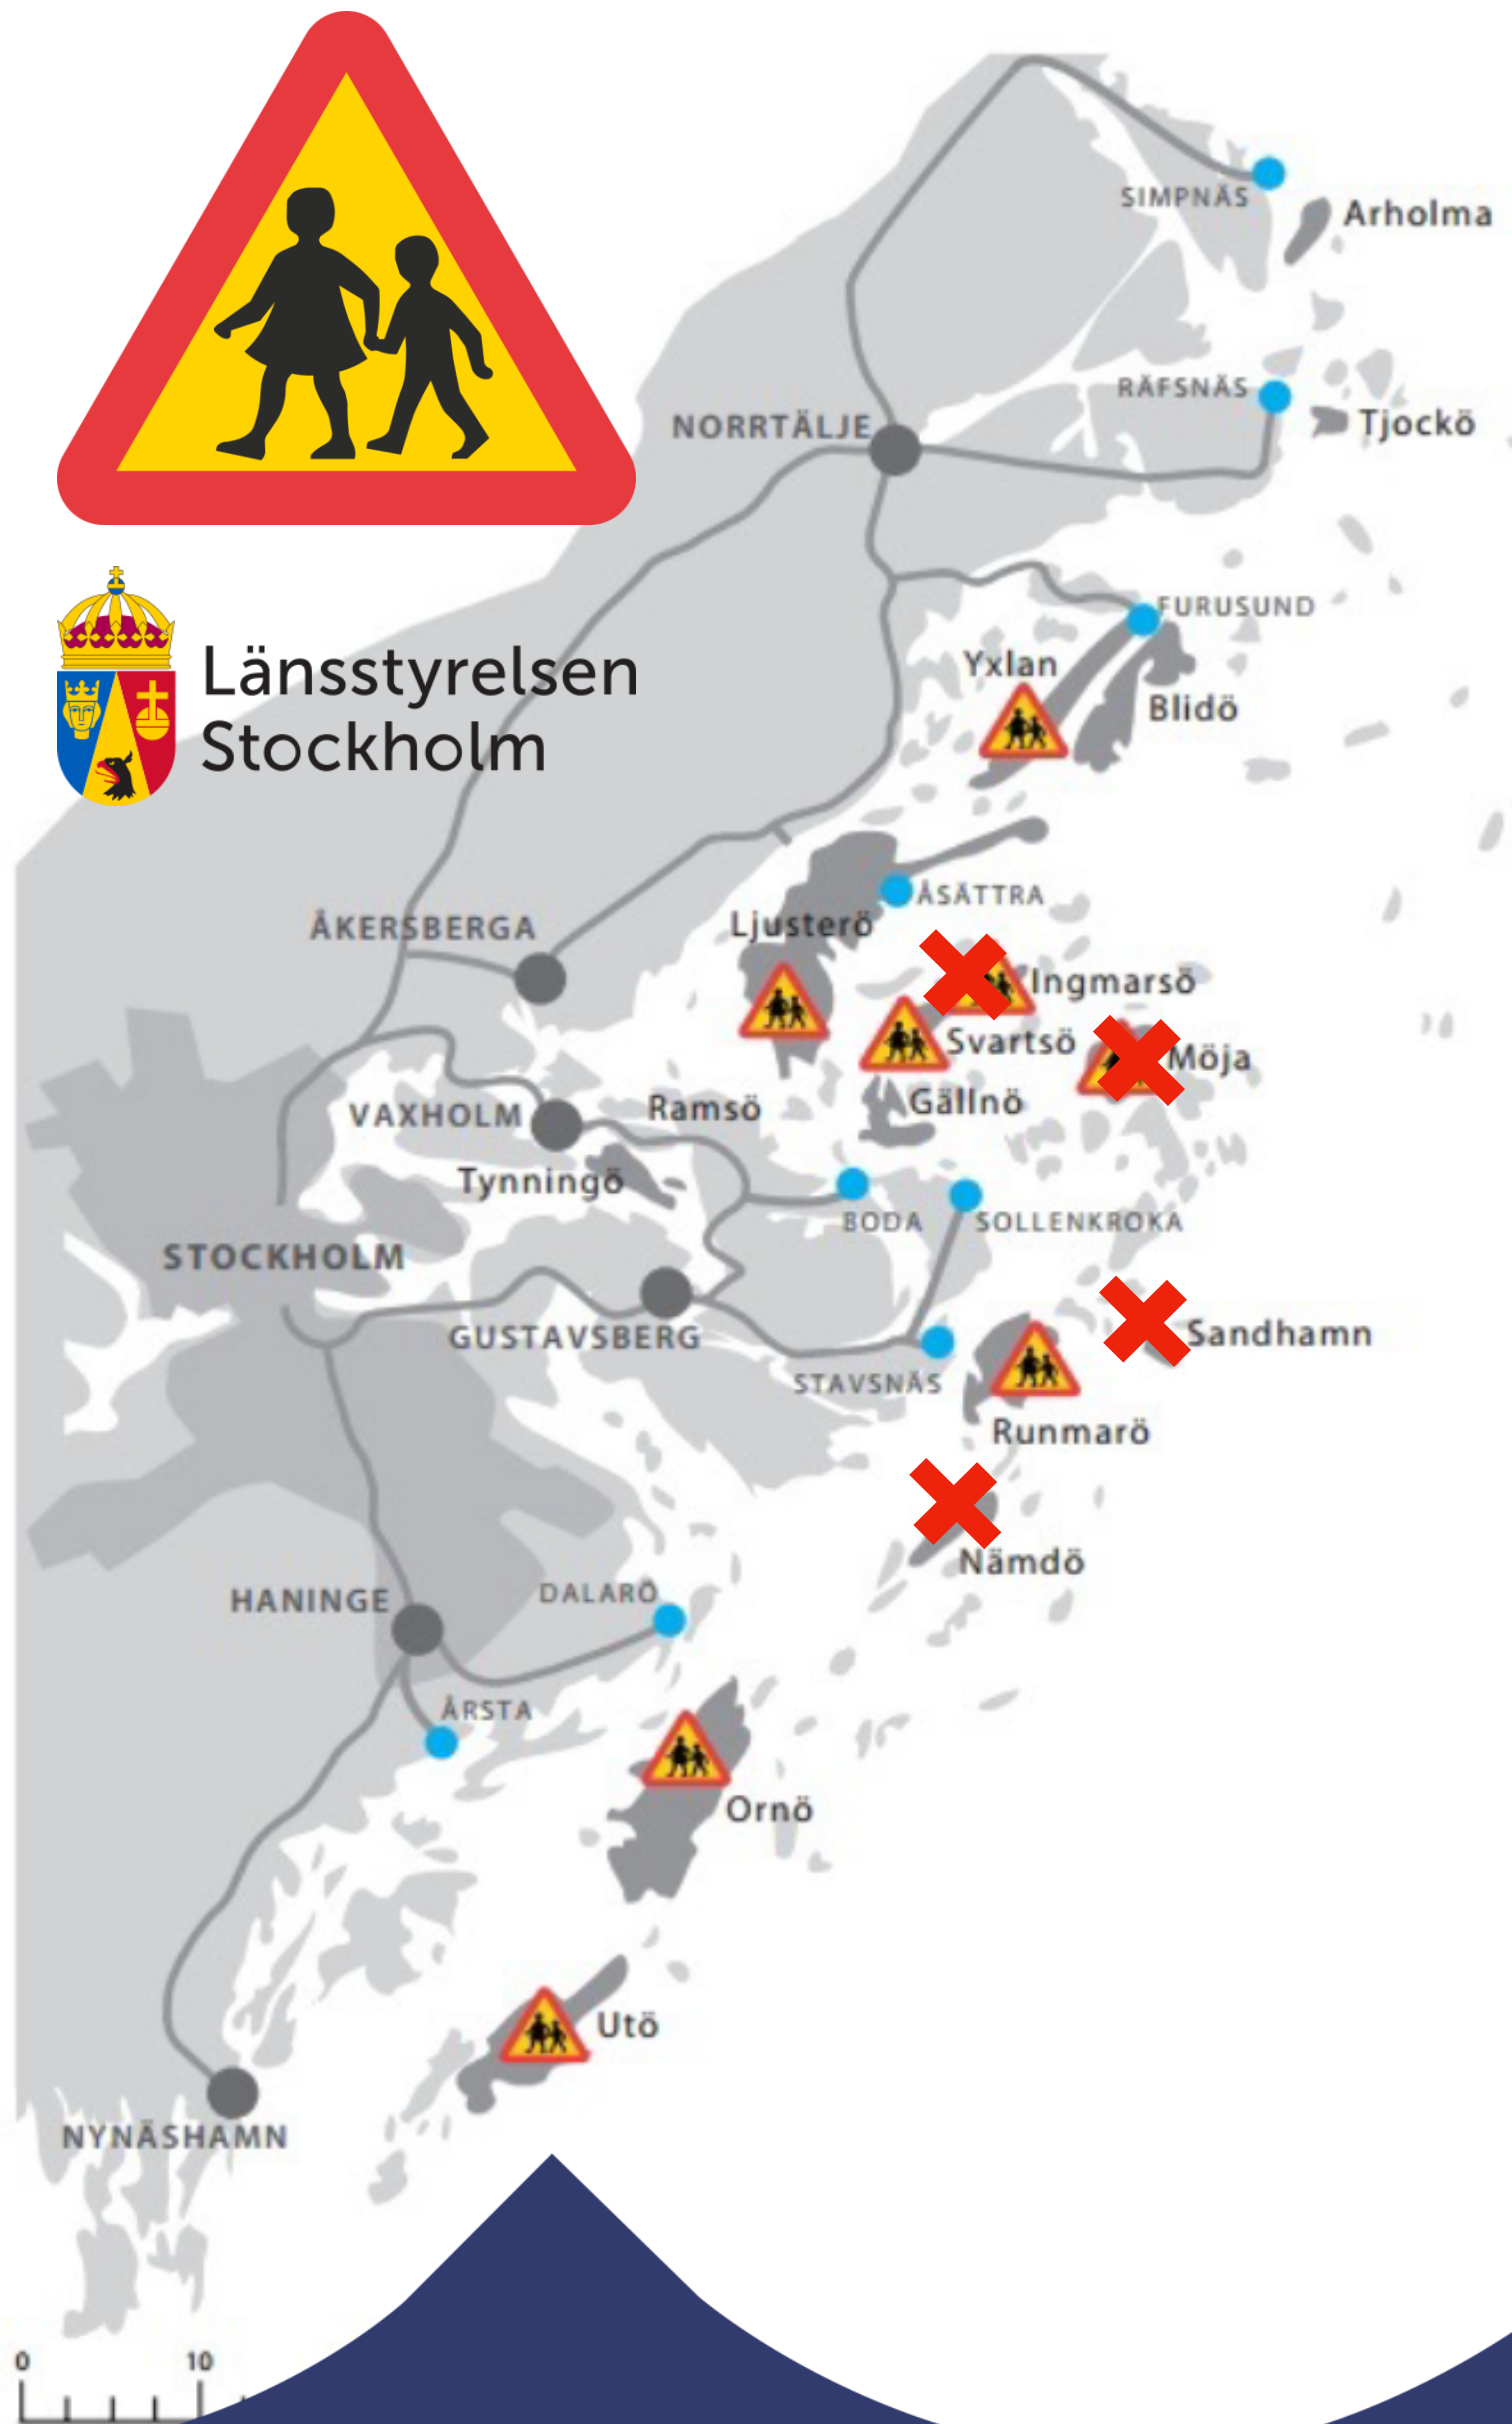 SIMPNÄS
Arholma
RÄFSNÄS
NORRTÄLJE
Tjockö
FURUSUND
Länsstyrelsen
Stockholm
Yxlan
Blidö
ÅSÄTTRA
Ljusterö
ÅKERSBERGA
Ingmarsö
Svartsö
Möja
Gällnö
Ramsö
VAXHOLM
Tynningö
BODA
SOLLENKROKA
STOCKHOLM
GUSTAVSBERG
Sandhamn
STAVSNÄS
Runmarö
Nämdö
HANINGE
DALARÖ
ÅRSTA
Ornö
Utö
NYNÄSHAMN
0 10